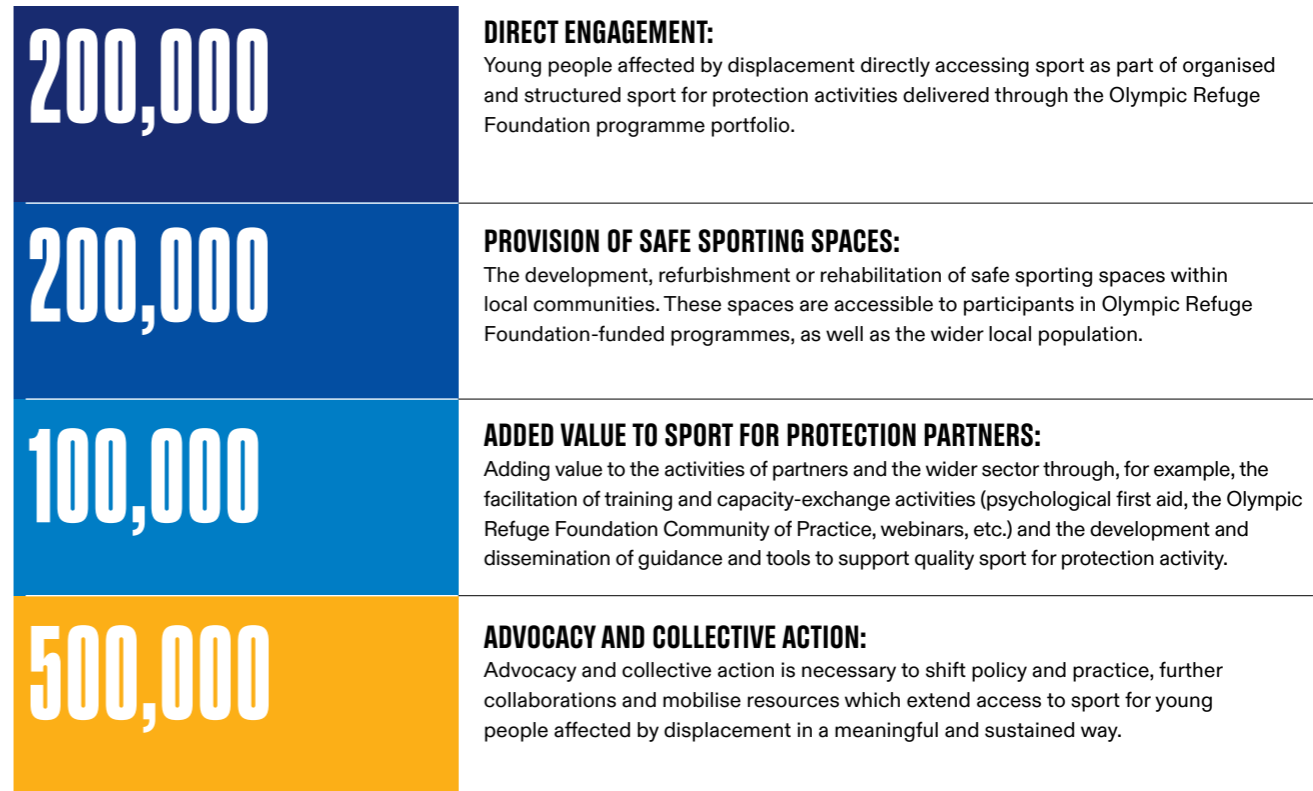 200,000
DIRECT ENGAGEMENT:
Young people affected by displacement directly accessing sport as part of organised
and structured sport for protection activities delivered through the Olympic Refuge
Foundation programme portfolio.
200,000
PROVISION OF SAFE SPORTING SPACES:
The development, refurbishment or rehabilitation of safe sporting spaces within
local communities. These spaces are accessible to participants in Olympic Refuge
Foundation-funded programmes, as well as the wider local population.
100,000
ADDED VALUE TO SPORT FOR PROTECTION PARTNERS:
Adding value to the activities of partners and the wider sector through, for example, the
facilitation of training and capacity-exchange activities (psychological first aid, the Olympic
Refuge Foundation Community of Practice, webinars, etc.) and the development and
dissemination of guidance and tools to support quality sport for protection activity.
500,000
ADVOCACY AND COLLECTIVE ACTION:
Advocacy and collective action is necessary to shift policy and practice, further
collaborations and mobilise resources which extend access to sport for young
people affected by displacement in a meaningful and sustained way.